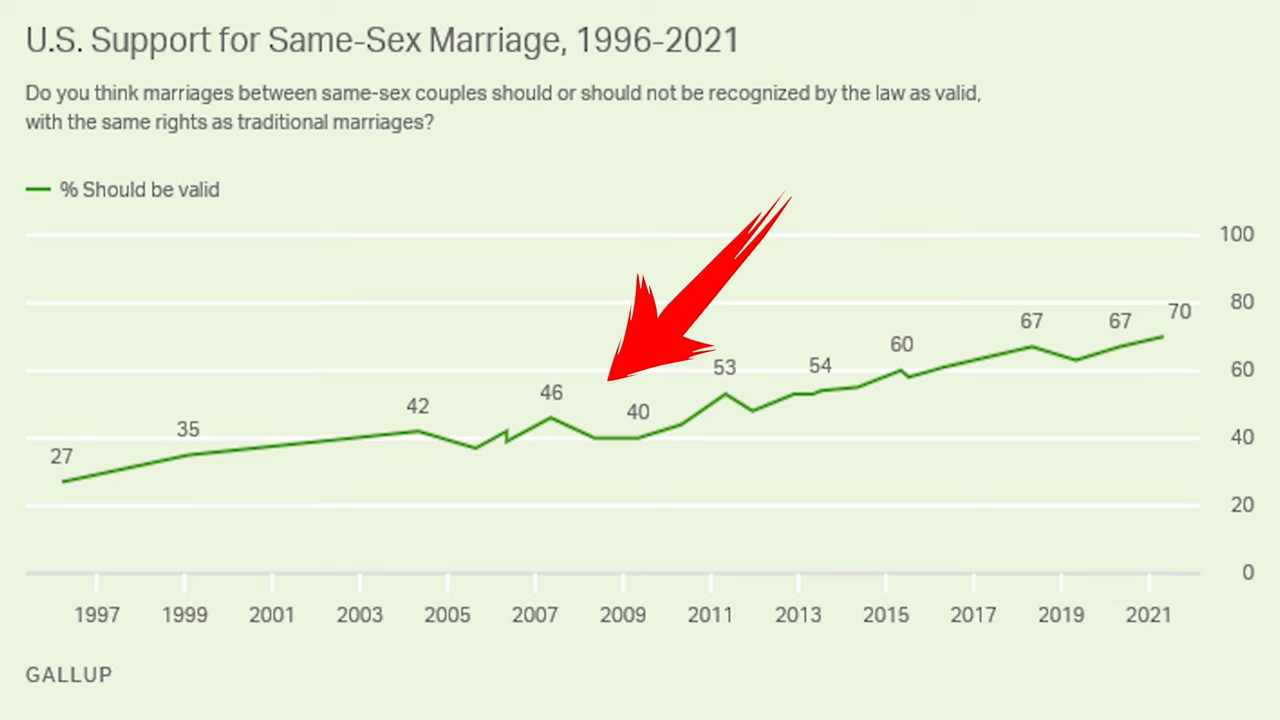 U.S. Support for Same-Sex Marriage, 1996-2021
Do you think marriages between same-sex couples should or should not be recognized by the law as valid,
with the same rights as traditional marriages?
% Should be valid
100
80
60
40
20
0
27
35
42
46
40
53
54
60
67
67
70
1997 1999 2001 2003 2005 2007 2009 2011 2013 2015 2017 2019 2021
GALLUP